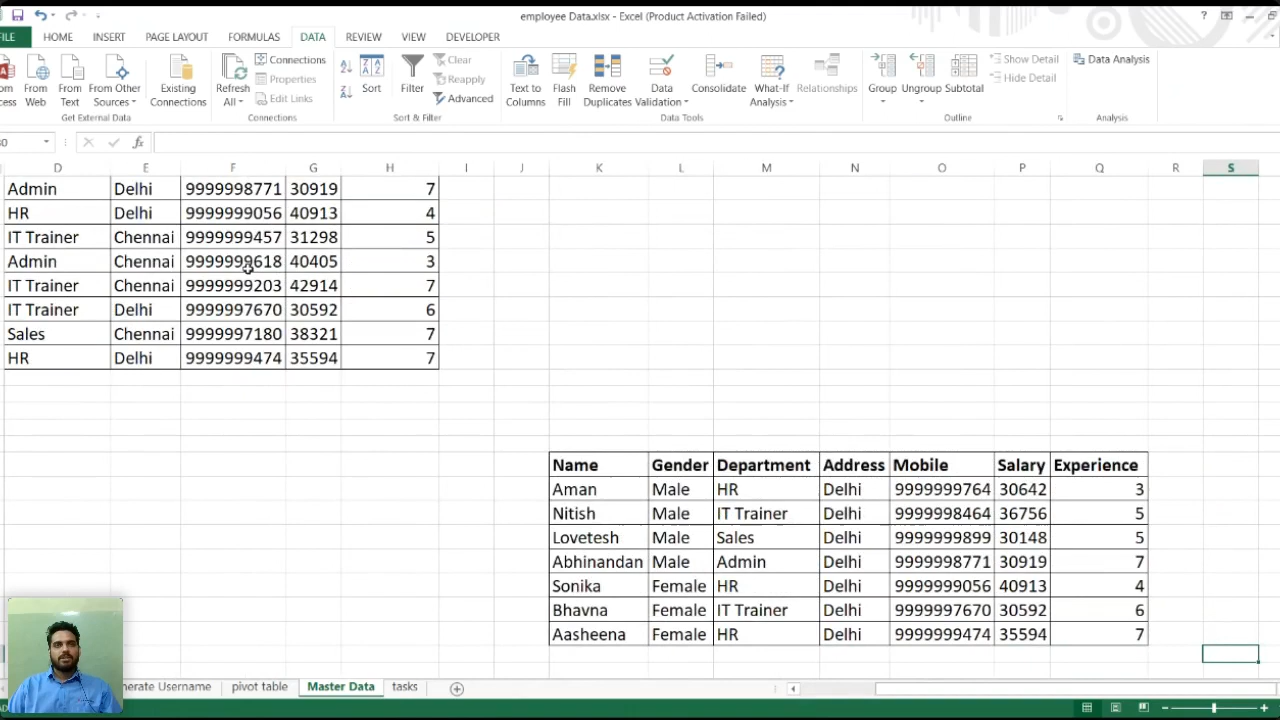 employee Data.xlsx - Excel (Product Activation Failed)
FILE HOME INSERT PAGE LAYOUT FORMULAS DATA REVIEW VIEW DEVELOPER
From Web
From Text
From Other Sources
Existing Connections
Get External Data
Refresh All
Connections
Properties
Edit Links
Connections
Sort
Filter
Clear
Reapply
Advanced
Sort & Filter
Text to Columns
Flash Fill
Remove Duplicates
Data Validation
Consolidate
What-If Analysis
Relationships
Data Tools
Group
Ungroup
Subtotal
Show Detail
Hide Detail
Outline
Data Analysis
Analysis
fx
D E F G H I J K L M N O P Q R S
Admin Delhi 9999998771 30919 7
HR Delhi 9999999056 40913 4
IT Trainer Chennai 9999999457 31298 5
Admin Chennai 9999999618 40405 3
IT Trainer Chennai 9999999203 42914 7
IT Trainer Delhi 9999997670 30592 6
Sales Chennai 9999997180 38321 7
HR Delhi 9999999474 35594 7
Name Gender Department Address Mobile Salary Experience
Aman Male HR Delhi 9999999764 30642 3
Nitish Male IT Trainer Delhi 9999998464 36756 5
Lovetesh Male Sales Delhi 9999999899 30148 5
Abhinandan Male Admin Delhi 9999998771 30919 7
Sonika Female HR Delhi 9999999056 40913 4
Bhavna Female IT Trainer Delhi 9999997670 30592 6
Aasheena Female HR Delhi 9999999474 35594 7
Username pivot table Master Data tasks